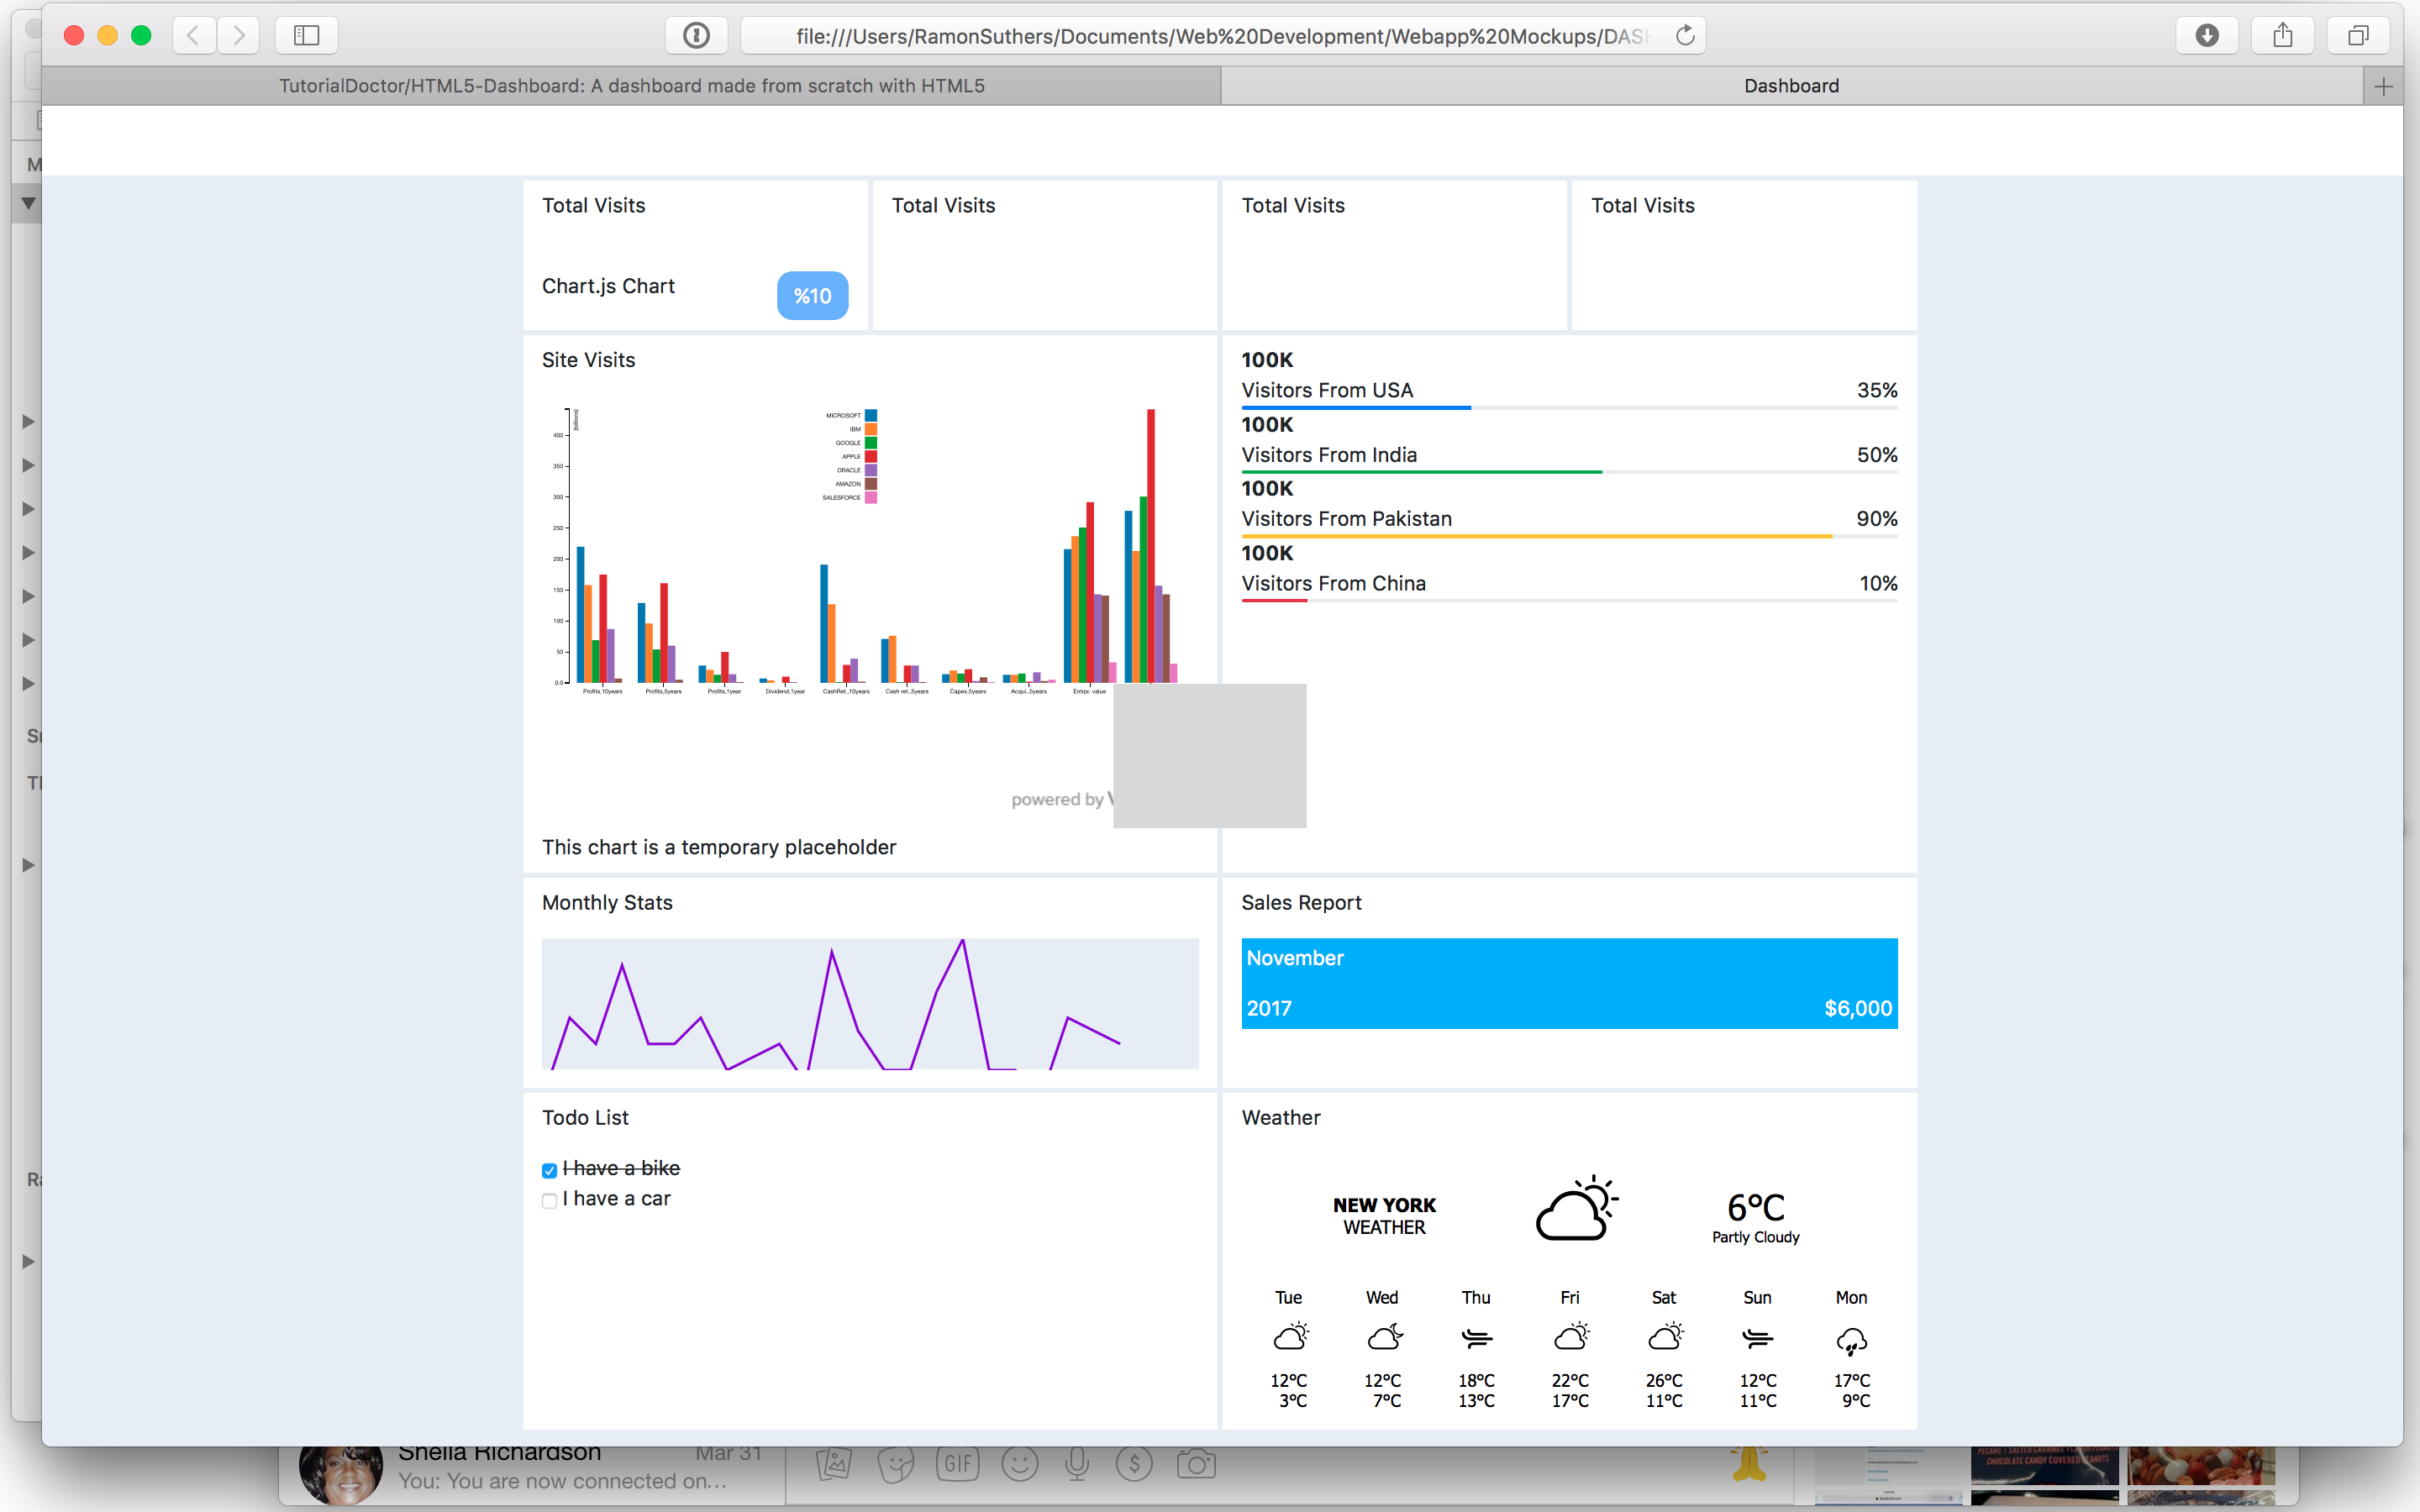 file:///Users/RamonSuthers/Documents/Web%20Development/Webapp%20Mockups/DASH
TutorialDoctor/HTML5-Dashboard: A dashboard made from scratch with HTML5
Dashboard
Total Visits
Total Visits
Total Visits
Total Visits
Chart.js Chart
%10
Site Visits
(billions)
MICROSOFT
IBM
GOOGLE
APPLE
ORACLE
AMAZON
SALESFORCE
400
350
300
250
200
150
100
50
0.0
Profits,10years
Profits,5years
Profits,1year
Dividend,1year
CashRet.,10years
Cash ret.,5years
Capex,5years
Acqui.,5years
Entrpr. value
powered by
This chart is a temporary placeholder
100K
Visitors From USA 35%
100K
Visitors From India 50%
100K
Visitors From Pakistan 90%
100K
Visitors From China 10%
Monthly Stats
Sales Report
November
2017 $6,000
Todo List
I have a bike
I have a car
Weather
NEW YORK
WEATHER
6°C
Partly Cloudy
Tue Wed Thu Fri Sat Sun Mon
12°C 12°C 18°C 22°C 26°C 12°C 17°C
3°C 7°C 13°C 17°C 11°C 11°C 9°C
Sheila Richardson Mar 31
You: You are now connected on...
GIF
CHOCOLATE CANDY COVERED PEANUTS